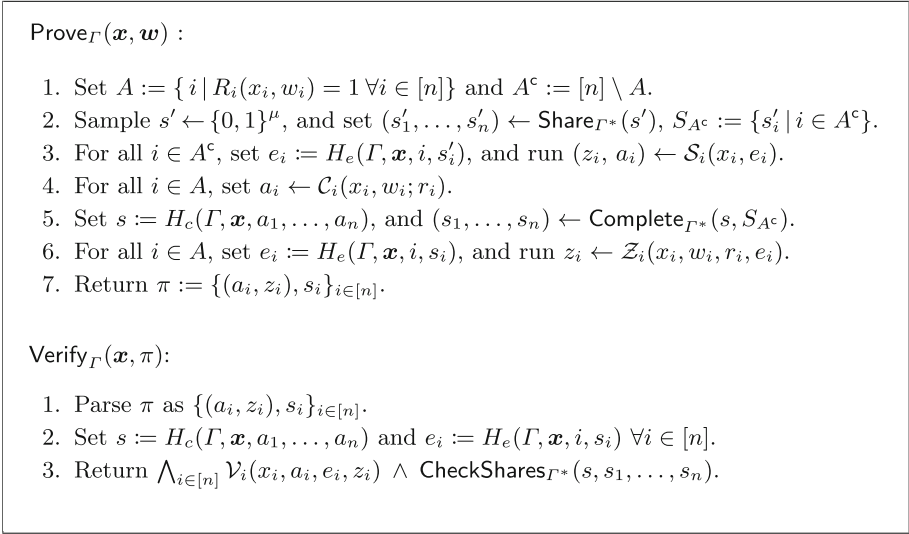 Prove_Γ(x, w) :
1. Set A := { i | R_i(x_i, w_i) = 1 ∀i ∈ [n]} and A^c := [n] \ A.
2. Sample s′ ← {0, 1}^μ, and set (s′_1, . . . , s′_n) ← Share_Γ*(s′), S_{A^c} := {s′_i | i ∈ A^c}.
3. For all i ∈ A^c, set e_i := H_e(Γ, x, i, s′_i), and run (z_i, a_i) ← S_i(x_i, e_i).
4. For all i ∈ A, set a_i ← C_i(x_i, w_i; r_i).
5. Set s := H_c(Γ, x, a_1, . . . , a_n), and (s_1, . . . , s_n) ← Complete_Γ*(s, S_{A^c}).
6. For all i ∈ A, set e_i := H_e(Γ, x, i, s_i), and run z_i ← Z_i(x_i, w_i, r_i, e_i).
7. Return π := {(a_i, z_i), s_i}_{i∈[n]}.
Verify_Γ(x, π):
1. Parse π as {(a_i, z_i), s_i}_{i∈[n]}.
2. Set s := H_c(Γ, x, a_1, . . . , a_n) and e_i := H_e(Γ, x, i, s_i) ∀i ∈ [n].
3. Return ⋀_{i∈[n]} V_i(x_i, a_i, e_i, z_i) ∧ CheckShares_Γ*(s, s_1, . . . , s_n).